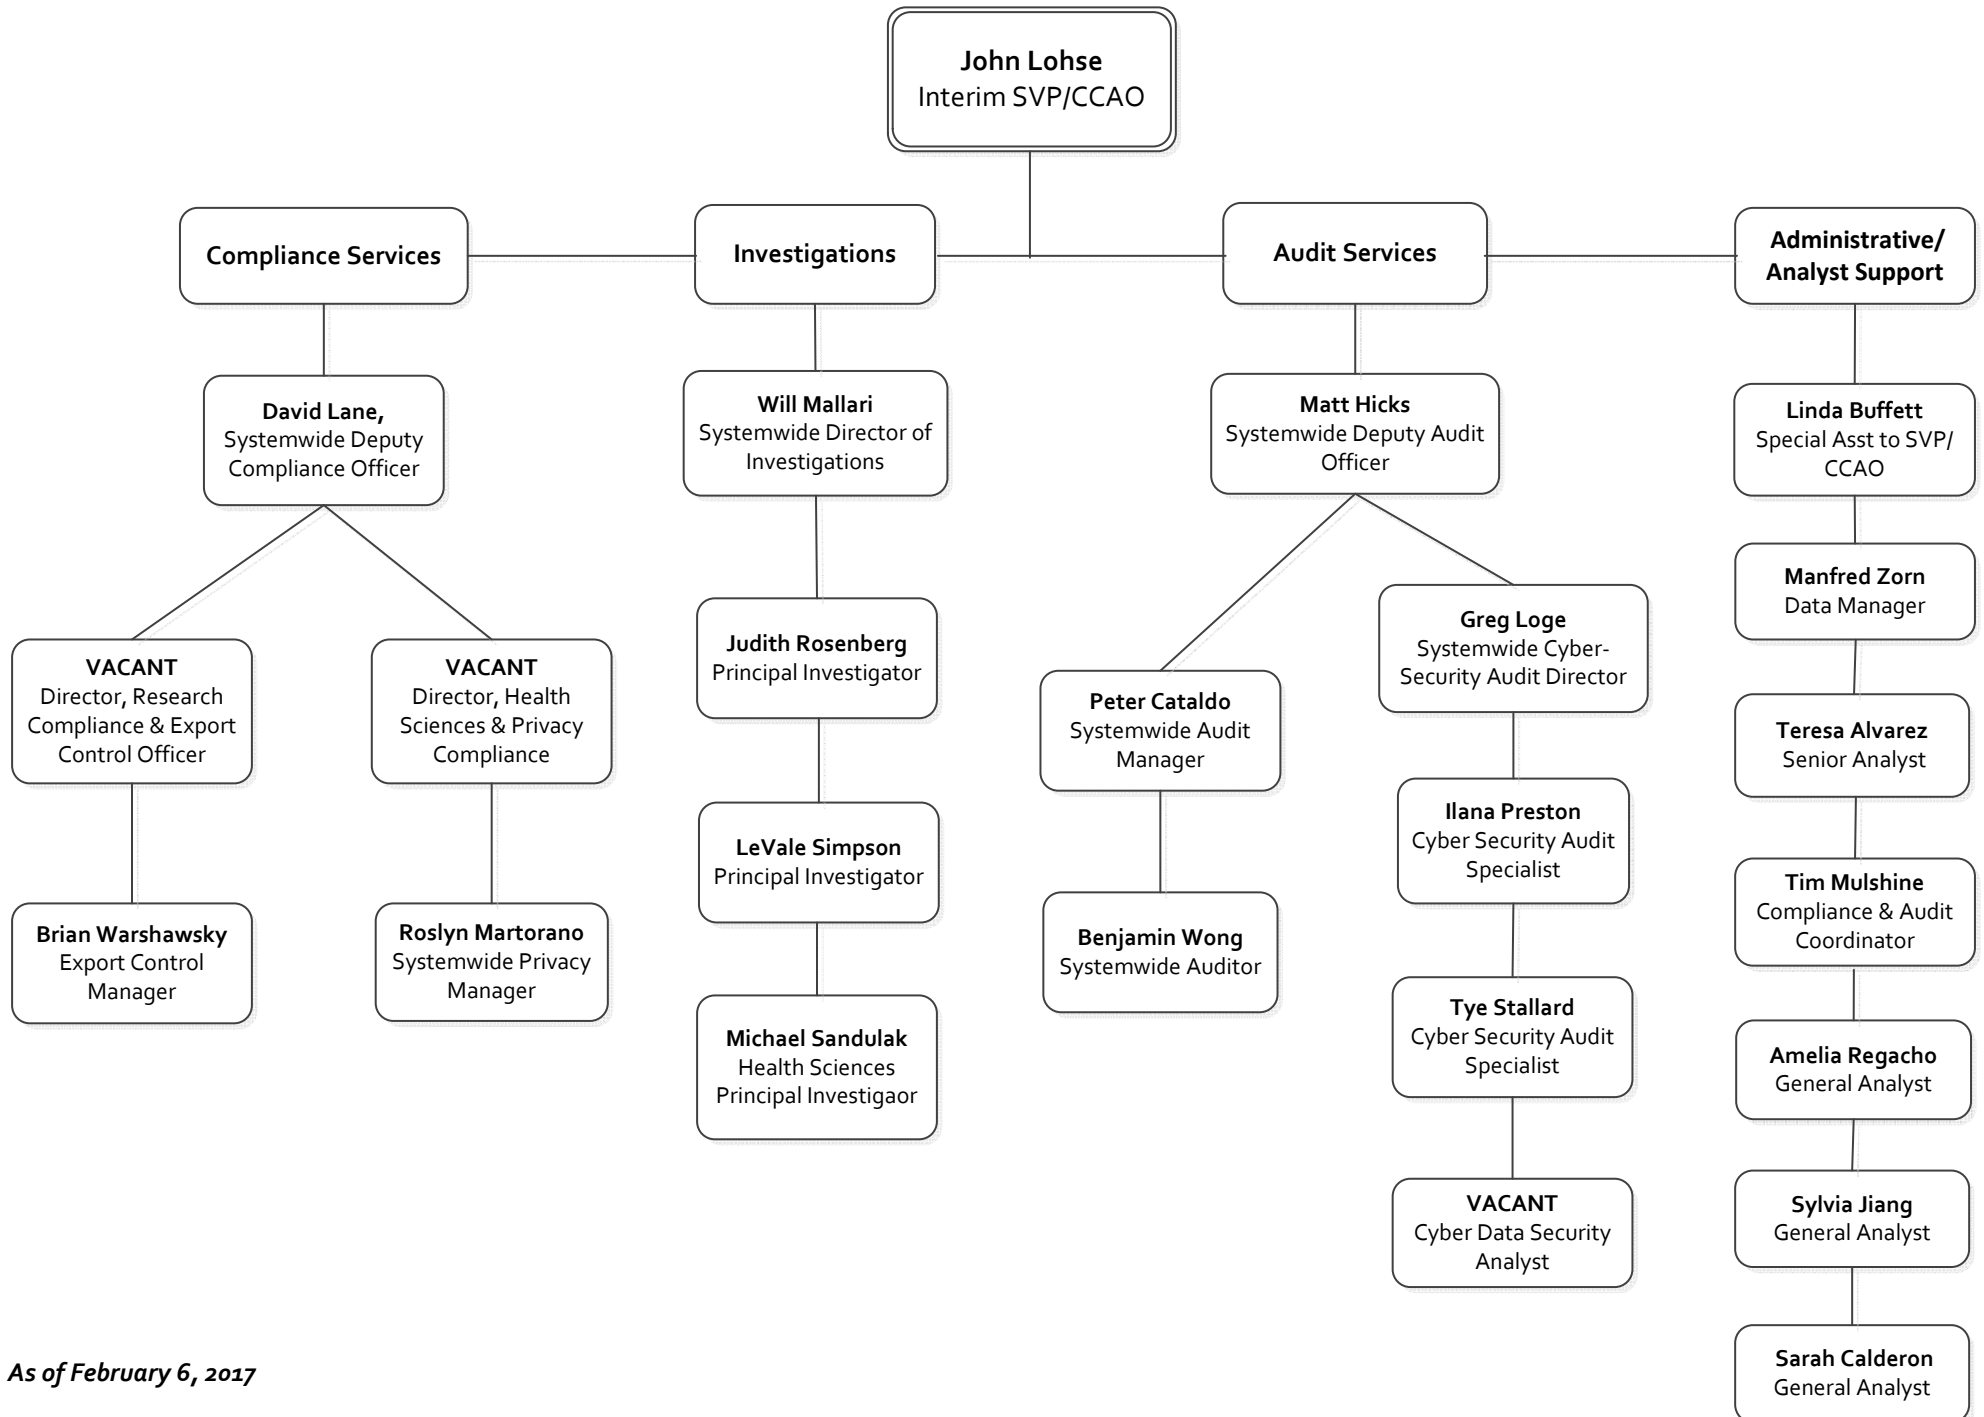 John Lohse
Interim SVP/CCAO
Compliance Services
Investigations
Audit Services
Administrative/
Analyst Support
David Lane,
Systemwide Deputy
Compliance Officer
VACANT
Director, Research
Compliance & Export
Control Officer
Brian Warshawsky
Export Control
Manager
VACANT
Director, Health
Sciences & Privacy
Compliance
Roslyn Martorano
Systemwide Privacy
Manager
Will Mallari
Systemwide Director of
Investigations
Judith Rosenberg
Principal Investigator
LeVale Simpson
Principal Investigator
Michael Sandulak
Health Sciences
Principal Investigaor
Matt Hicks
Systemwide Deputy Audit
Officer
Peter Cataldo
Systemwide Audit
Manager
Benjamin Wong
Systemwide Auditor
Greg Loge
Systemwide Cyber-
Security Audit Director
Ilana Preston
Cyber Security Audit
Specialist
Tye Stallard
Cyber Security Audit
Specialist
VACANT
Cyber Data Security
Analyst
Linda Buffett
Special Asst to SVP/
CCAO
Manfred Zorn
Data Manager
Teresa Alvarez
Senior Analyst
Tim Mulshine
Compliance & Audit
Coordinator
Amelia Regacho
General Analyst
Sylvia Jiang
General Analyst
Sarah Calderon
General Analyst
As of February 6, 2017